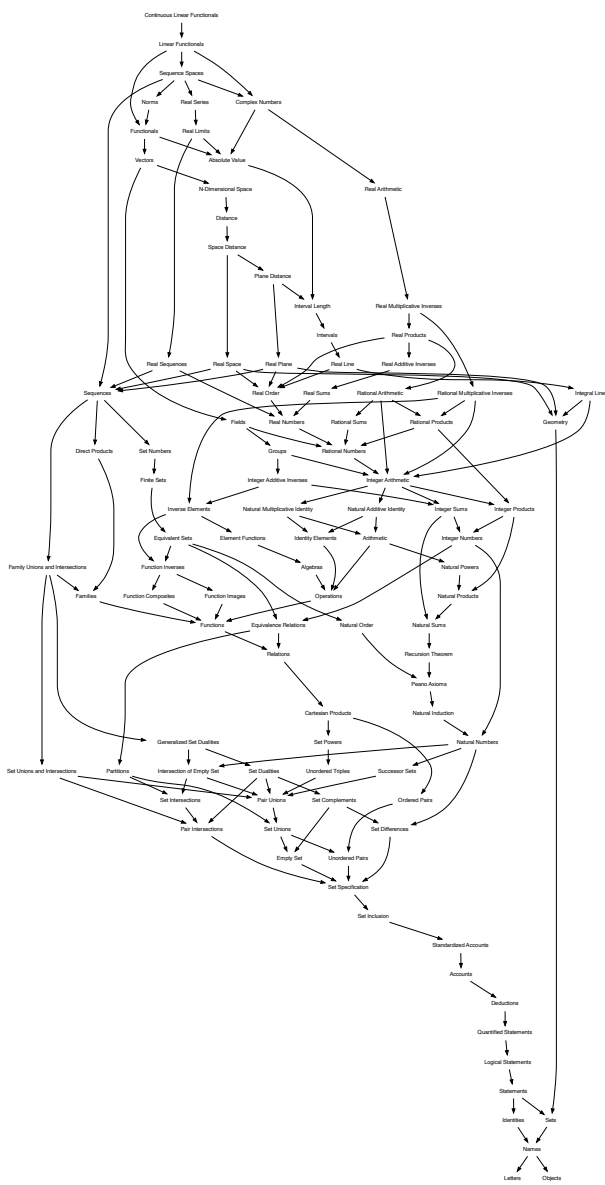 Continuous Linear Functionals
Linear Functionals
Sequence Spaces
Norms Real Series Complex Numbers
Functionals Real Limits
Vectors Absolute Value
N-Dimensional Space Real Arithmetic
Distance
Space Distance
Plane Distance
Interval Length Real Multiplicative Inverses
Intervals Real Products
Real Sequences Real Space Real Plane Real Line Real Additive Inverses
Sequences Real Order Real Sums Rational Arithmetic Rational Multiplicative Inverses Integral Line
Fields Real Numbers Rational Sums Rational Products Geometry
Direct Products Set Numbers Groups Rational Numbers
Finite Sets Integer Additive Inverses Integer Arithmetic
Inverse Elements Natural Multiplicative Identity Natural Additive Identity Integer Sums Integer Products
Equivalent Sets Element Functions Identity Elements Arithmetic Integer Numbers
Family Unions and Intersections Function Inverses Algebras Natural Powers
Families Function Composites Function Images Operations Natural Products
Functions Equivalence Relations Natural Order Natural Sums
Relations Recursion Theorem
Peano Axioms
Cartesian Products Natural Induction
Generalized Set Dualities Set Powers Natural Numbers
Set Unions and Intersections Partitions Intersection of Empty Set Set Dualities Unordered Triples Successor Sets
Set Intersections Pair Unions Set Complements Ordered Pairs
Pair Intersections Set Unions Set Differences
Empty Set Unordered Pairs
Set Specification
Set Inclusion
Standardized Accounts
Accounts
Deductions
Quantified Statements
Logical Statements
Statements
Identities Sets
Names
Letters Objects